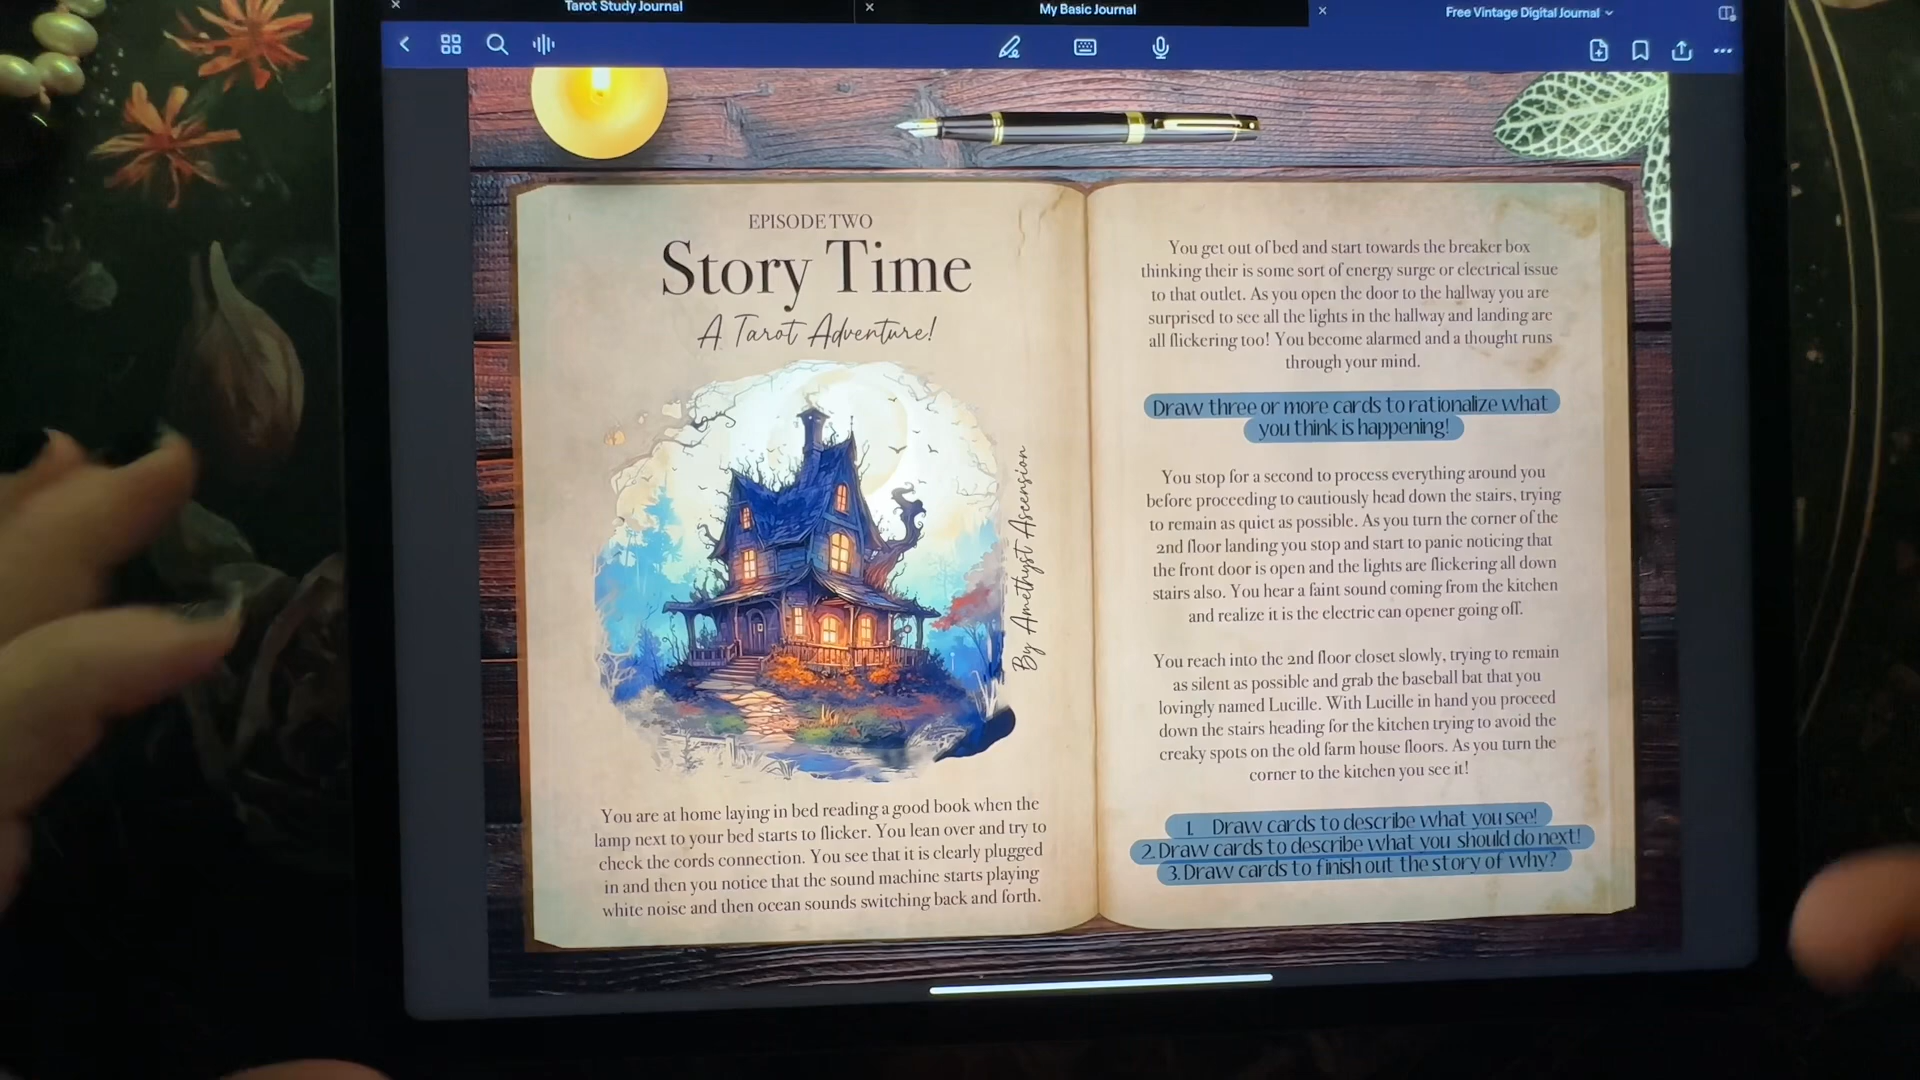 Tarot Study Journal
My Basic Journal
Free Vintage Digital Journal
EPISODE TWO
Story Time
A Tarot Adventure!
By Amethyst Ascension
You are at home laying in bed reading a good book when the
lamp next to your bed starts to flicker. You lean over and try to
check the cords connection. You see that it is clearly plugged
in and then you notice that the sound machine starts playing
white noise and then ocean sounds switching back and forth.
You get out of bed and start towards the breaker box
thinking their is some sort of energy surge or electrical issue
to that outlet. As you open the door to the hallway you are
surprised to see all the lights in the hallway and landing are
all flickering too! You become alarmed and a thought runs
through your mind.
Draw three or more cards to rationalize what
you think is happening!
You stop for a second to process everything around you
before proceeding to cautiously head down the stairs, trying
to remain as quiet as possible. As you turn the corner of the
2nd floor landing you stop and start to panic noticing that
the front door is open and the lights are flickering all down
stairs also. You hear a faint sound coming from the kitchen
and realize it is the electric can opener going off.
You reach into the 2nd floor closet slowly, trying to remain
as silent as possible and grab the baseball bat that you
lovingly named Lucille. With Lucille in hand you proceed
down the stairs heading for the kitchen trying to avoid the
creaky spots on the old farm house floors. As you turn the
corner to the kitchen you see it!
1. Draw cards to describe what you see!
2. Draw cards to describe what you should do next!
3. Draw cards to finish out the story of why?